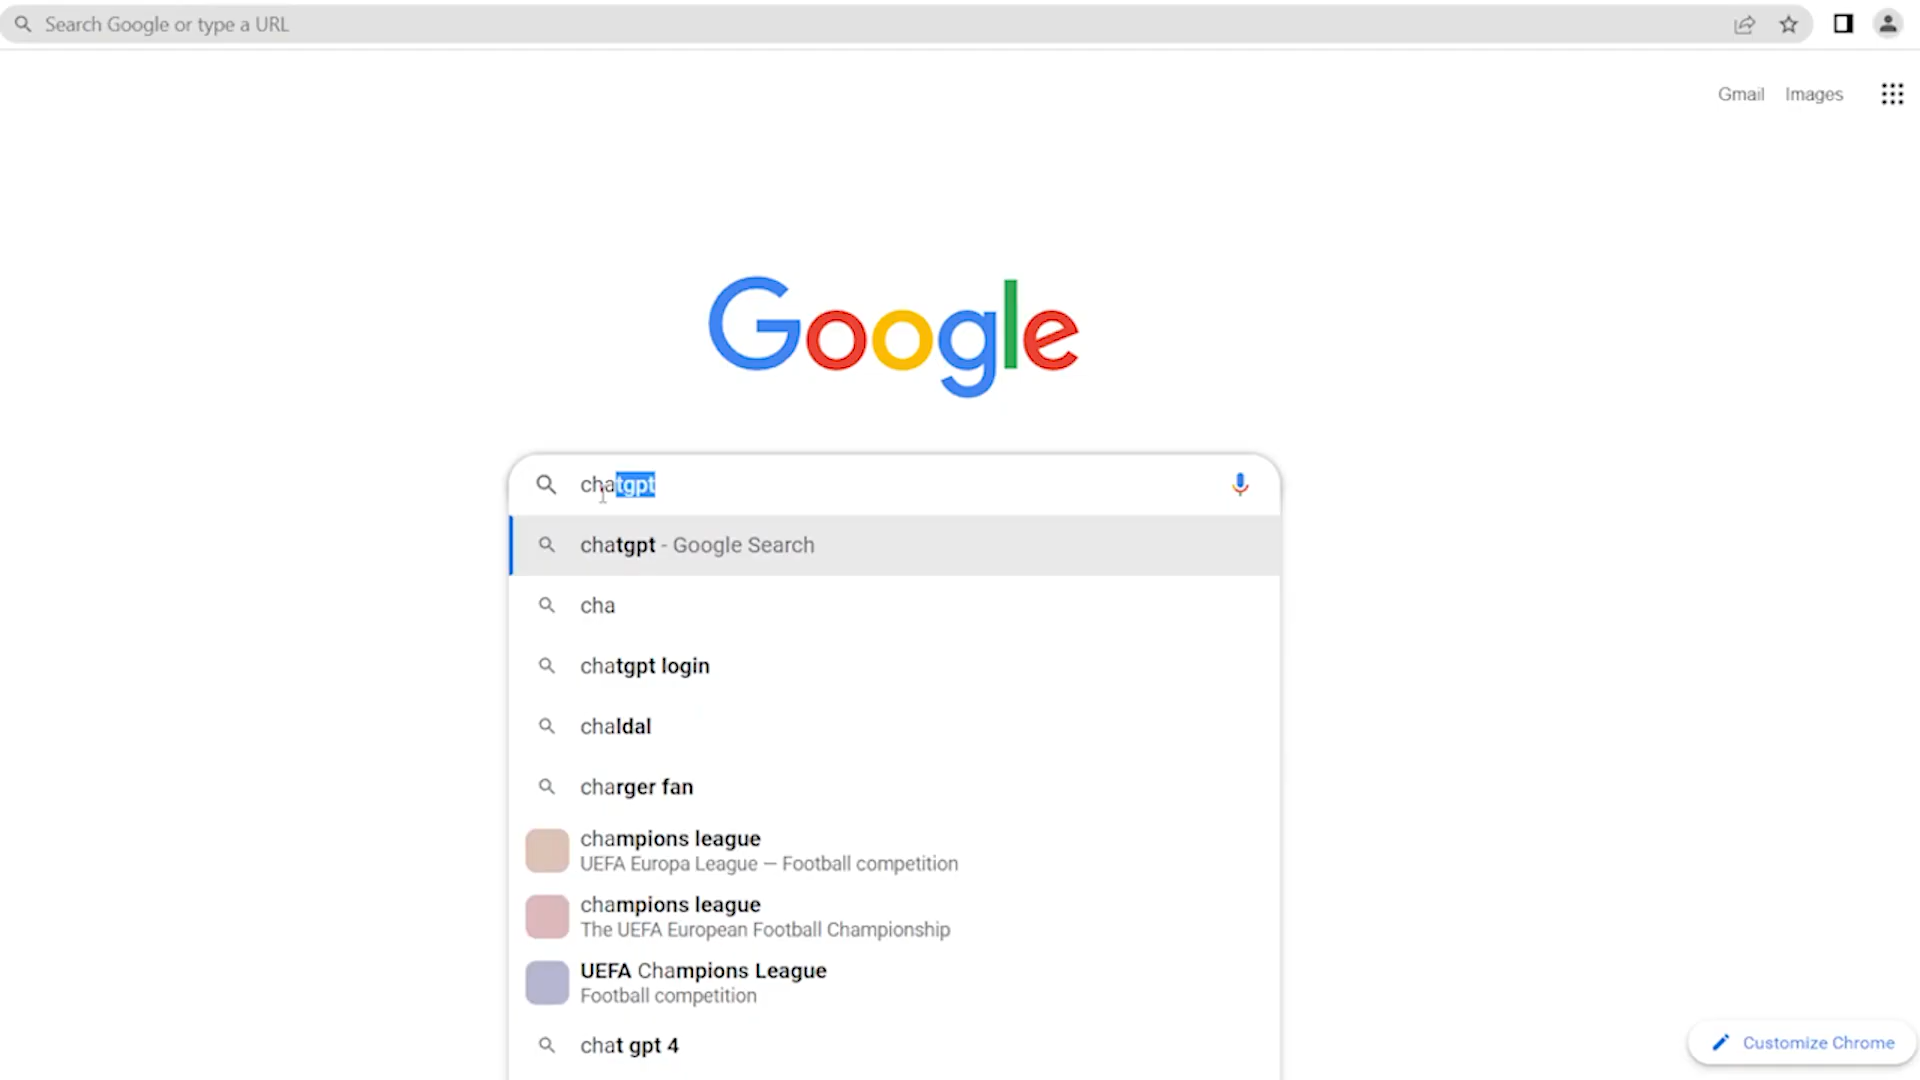 Search Google or type a URL
Gmail Images
Google
chatgpt
chatgpt - Google Search
cha
chatgpt login
chaldal
charger fan
champions league
UEFA Europa League — Football competition
champions league
The UEFA European Football Championship
UEFA Champions League
Football competition
chat gpt 4
Customize Chrome